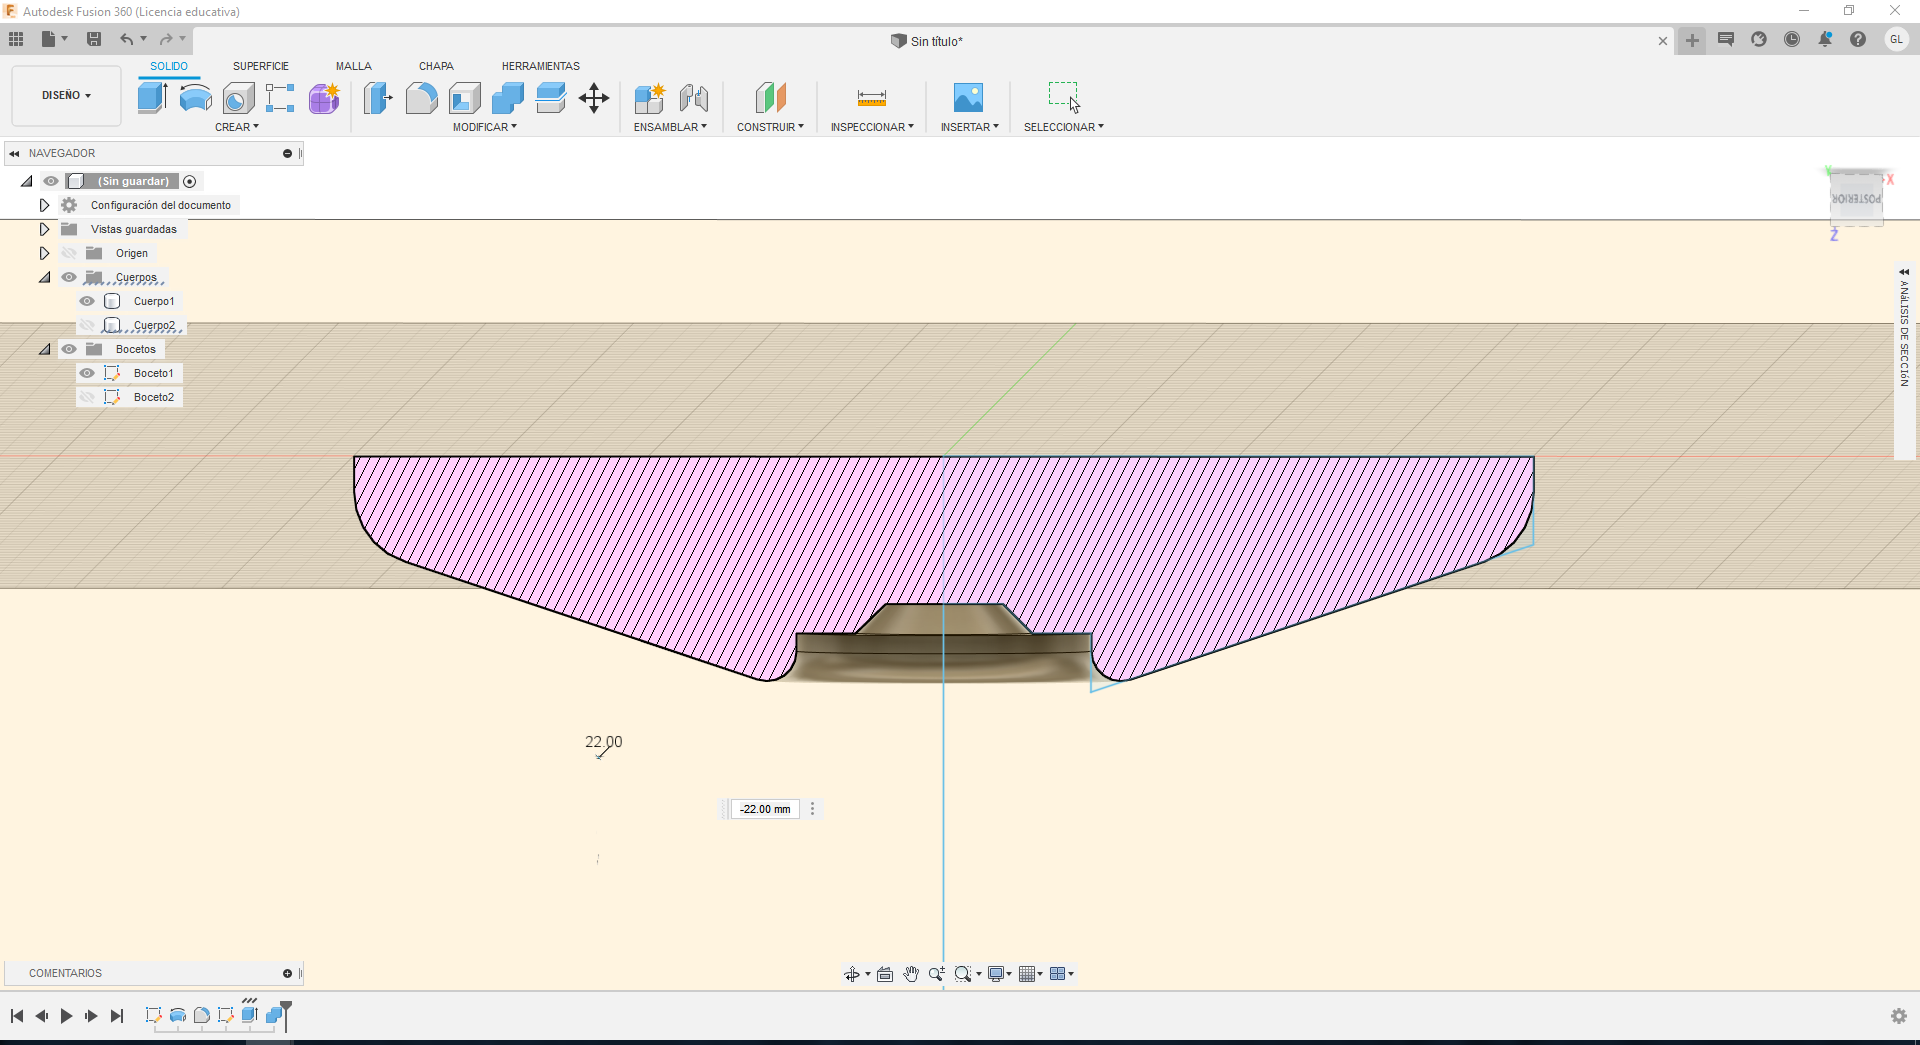 Autodesk Fusion 360 (Licencia educativa)
Sin título*
GL
DISEÑO
SOLIDO
SUPERFICIE
MALLA
CHAPA
HERRAMIENTAS
CREAR
MODIFICAR
ENSAMBLAR
CONSTRUIR
INSPECCIONAR
INSERTAR
SELECCIONAR
NAVEGADOR
(Sin guardar)
Configuración del documento
Vistas guardadas
Origen
Cuerpos
Cuerpo1
Cuerpo2
Bocetos
Boceto1
Boceto2
Y
X
POSTERIOR
Z
ANÁLISIS DE SECCIÓN
22.00
-22.00 mm
COMENTARIOS